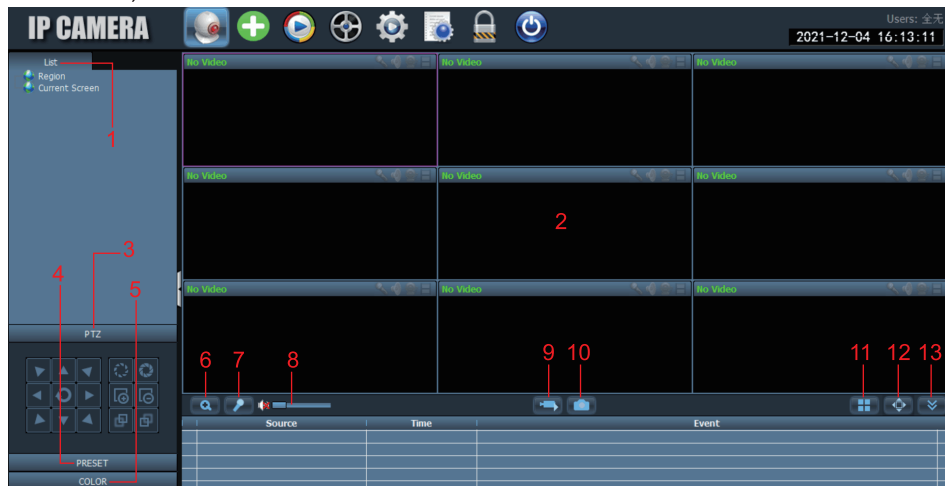 IP CAMERA
Users: 全无
2021-12-04 16:13:11
List
Region
Current Screen
1
No Video
No Video
No Video
No Video
No Video
No Video
2
3
4
5
No Video
No Video
No Video
PTZ
6
7
8
9
10
11
12
13
Source
Time
Event
PRESET
COLOR